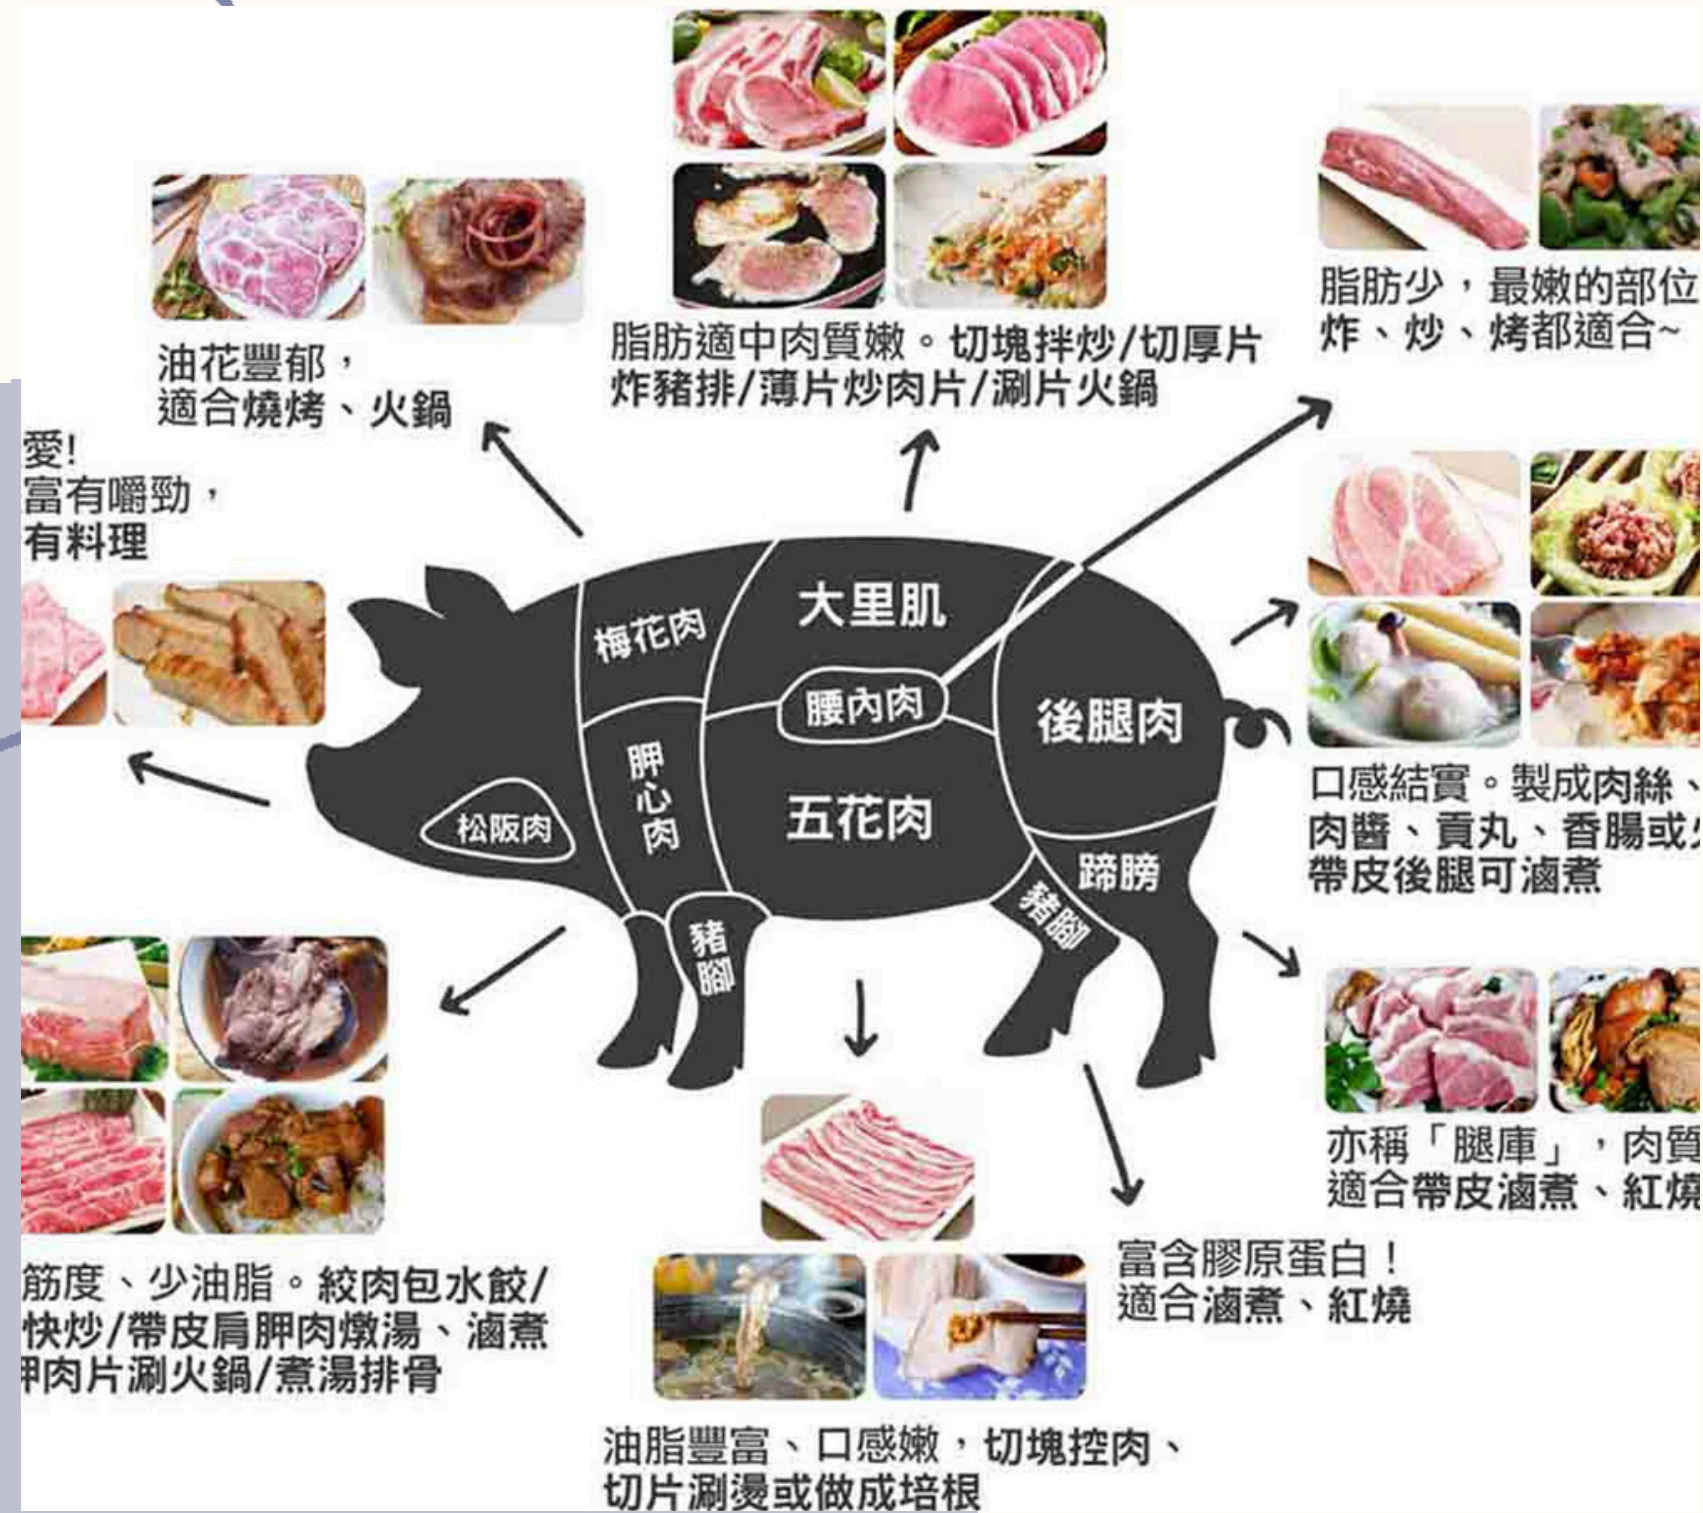 油花豐郁，
適合燒烤、火鍋
脂肪適中肉質嫩。切塊拌炒/切厚片
炸豬排/薄片炒肉片/涮片火鍋
脂肪少，最嫩的部位
炸、炒、烤都適合~
愛!
富有嚼勁，
有料理
梅花肉
大里肌
腰內肉
後腿肉
胛心肉
五花肉
松阪肉
蹄膀
豬腳
豬腳
口感結實。製成肉絲、
肉醬、貢丸、香腸或
帶皮後腿可滷煮
亦稱「腿庫」，肉質
適合帶皮滷煮、紅燒
富含膠原蛋白！
適合滷煮、紅燒
筋度、少油脂。絞肉包水餃/
快炒/帶皮肩胛肉燉湯、滷煮
胛肉片涮火鍋/煮湯排骨
油脂豐富、口感嫩，切塊控肉、
切片涮燙或做成培根